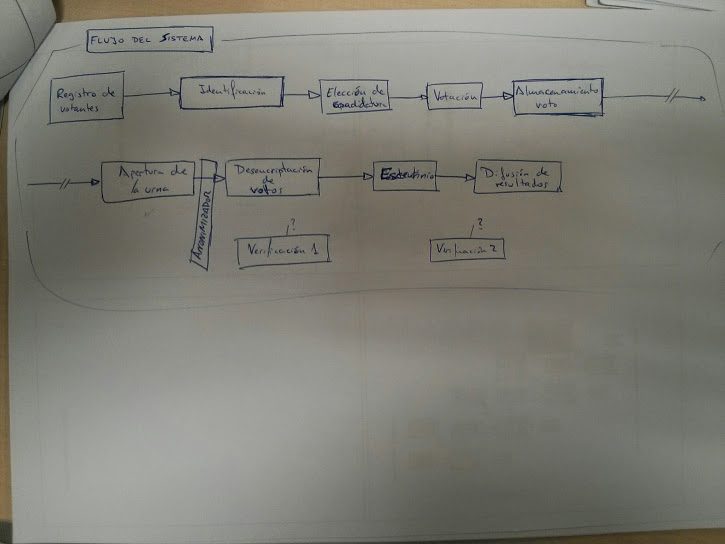 FLUJO DEL SISTEMA
Registro de
votantes
Identificación
Elección de
Votación
Almacenamiento
voto
Apertura de
la urna
ANONIMIZADOR
Desencriptación
de
votos
Escrutinio
Difusión de
resultados
?
Verificación 1
?
Verificación 2